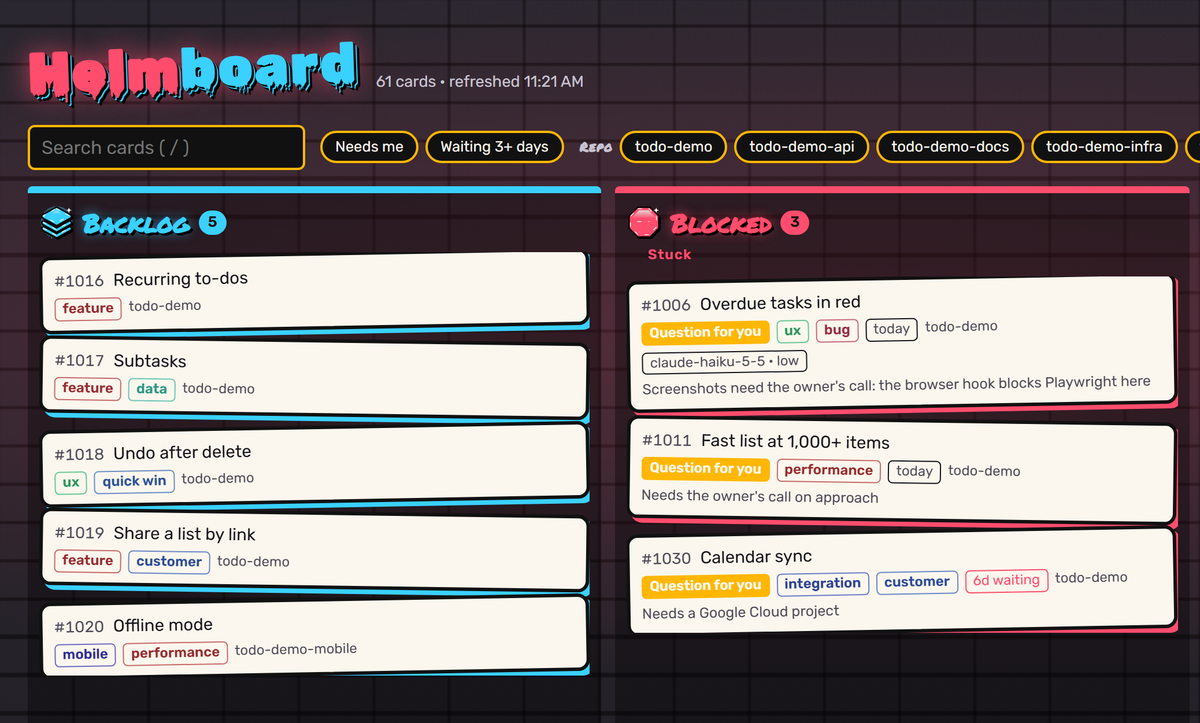 Helmboard
61 cards • refreshed 11:21 AM
Search cards ( / )
Needs me
Waiting 3+ days
Repo
todo-demo
todo-demo-api
todo-demo-docs
todo-demo-infra
Backlog 5
#1016 Recurring to-dos
feature todo-demo
#1017 Subtasks
feature data todo-demo
#1018 Undo after delete
ux quick win todo-demo
#1019 Share a list by link
feature customer todo-demo
#1020 Offline mode
mobile performance todo-demo-mobile
Blocked 3
Stuck
#1006 Overdue tasks in red
Question for you ux bug today todo-demo
claude-haiku-5-5 • low
Screenshots need the owner's call: the browser hook blocks Playwright here
#1011 Fast list at 1,000+ items
Question for you performance today todo-demo
Needs the owner's call on approach
#1030 Calendar sync
Question for you integration customer 6d waiting todo-demo
Needs a Google Cloud project